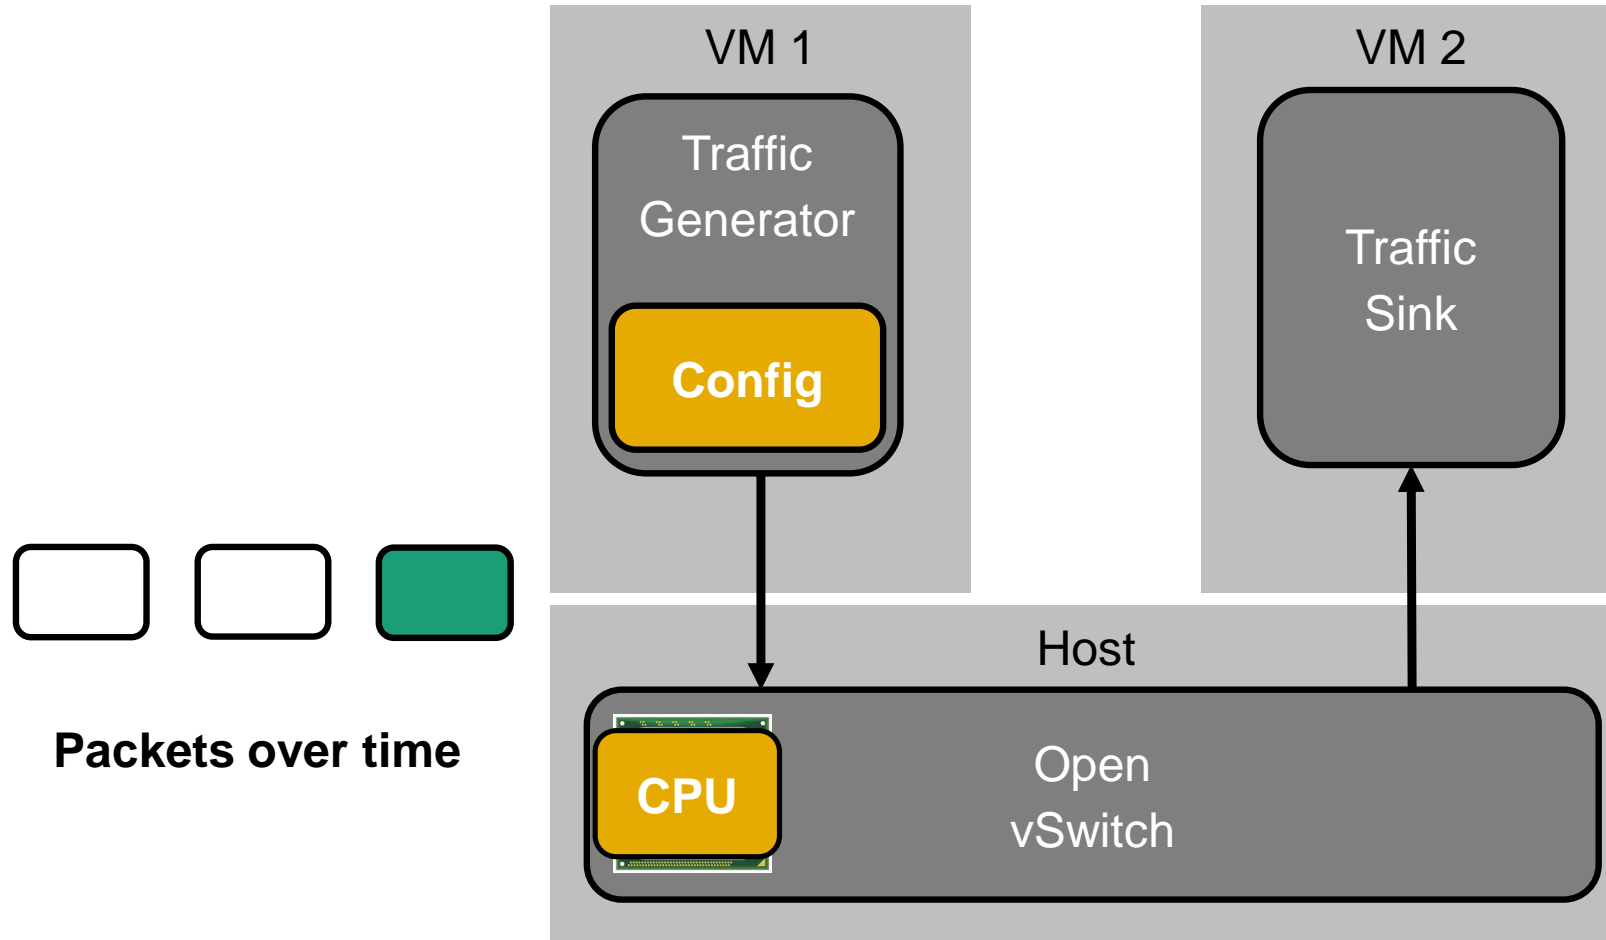 VM 1
Traffic
Generator
Config
VM 2
Traffic
Sink
Packets over time
Host
CPU
Open
vSwitch